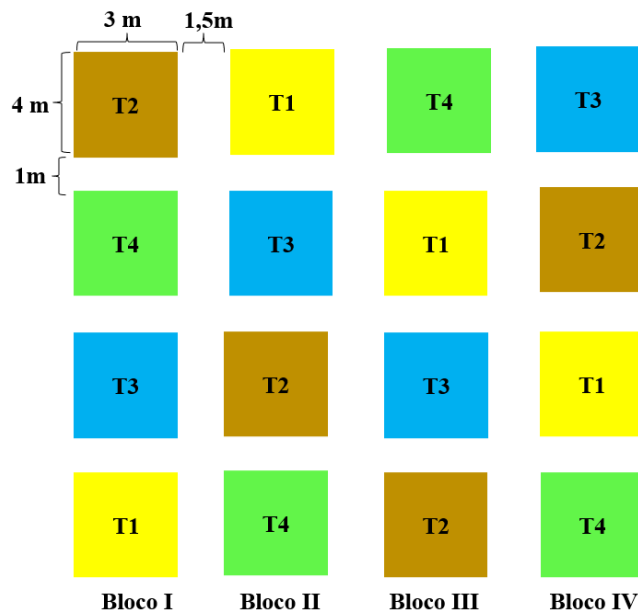 3 m 1,5m
4 m T2 T1 T4 T3
1m
T4 T3 T1 T2
T3 T2 T3 T1
T1 T4 T2 T4
Bloco I Bloco II Bloco III Bloco IV